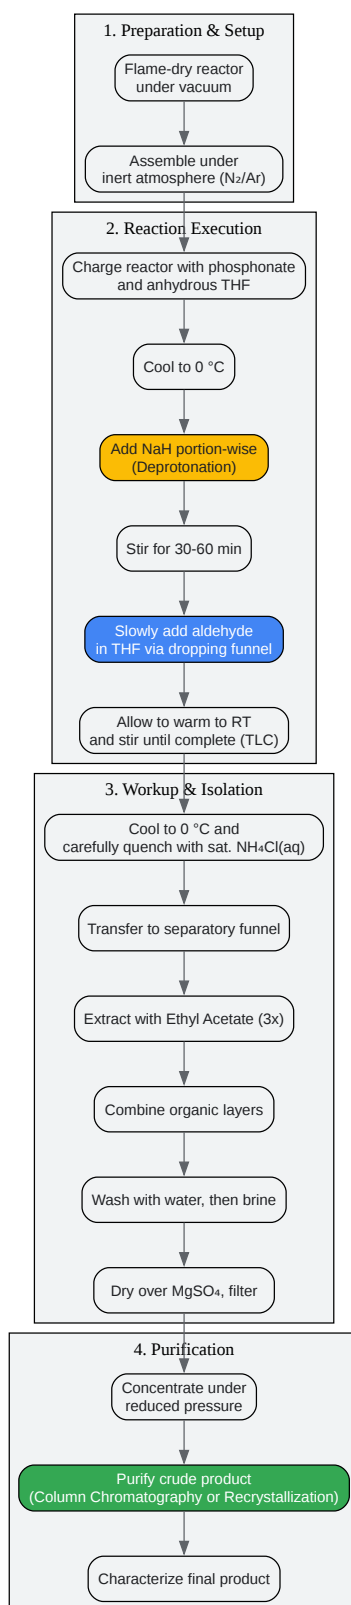 1. Preparation & Setup
Flame-dry reactor
under vacuum
Assemble under
inert atmosphere (N₂/Ar)
2. Reaction Execution
Charge reactor with phosphonate
and anhydrous THF
Cool to 0 °C
Add NaH portion-wise
(Deprotonation)
Stir for 30-60 min
Slowly add aldehyde
in THF via dropping funnel
Allow to warm to RT
and stir until complete (TLC)
3. Workup & Isolation
Cool to 0 °C and
carefully quench with sat. NH₄Cl(aq)
Transfer to separatory funnel
Extract with Ethyl Acetate (3x)
Combine organic layers
Wash with water, then brine
Dry over MgSO₄, filter
4. Purification
Concentrate under
reduced pressure
Purify crude product
(Column Chromatography or Recrystallization)
Characterize final product